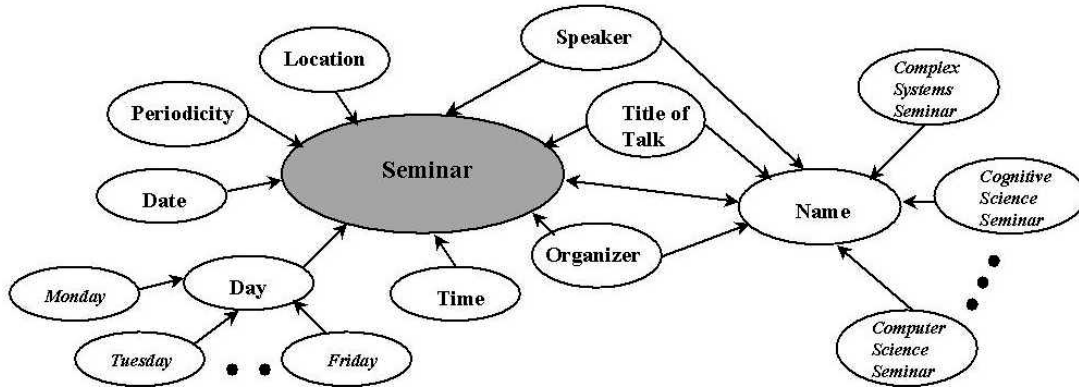 Location
Speaker
Complex
Systems
Seminar
Periodicity
Title of
Talk
Seminar
Cognitive
Science
Seminar
Date
Name
Organizer
Day
Time
Monday
Tuesday
Friday
Computer
Science
Seminar